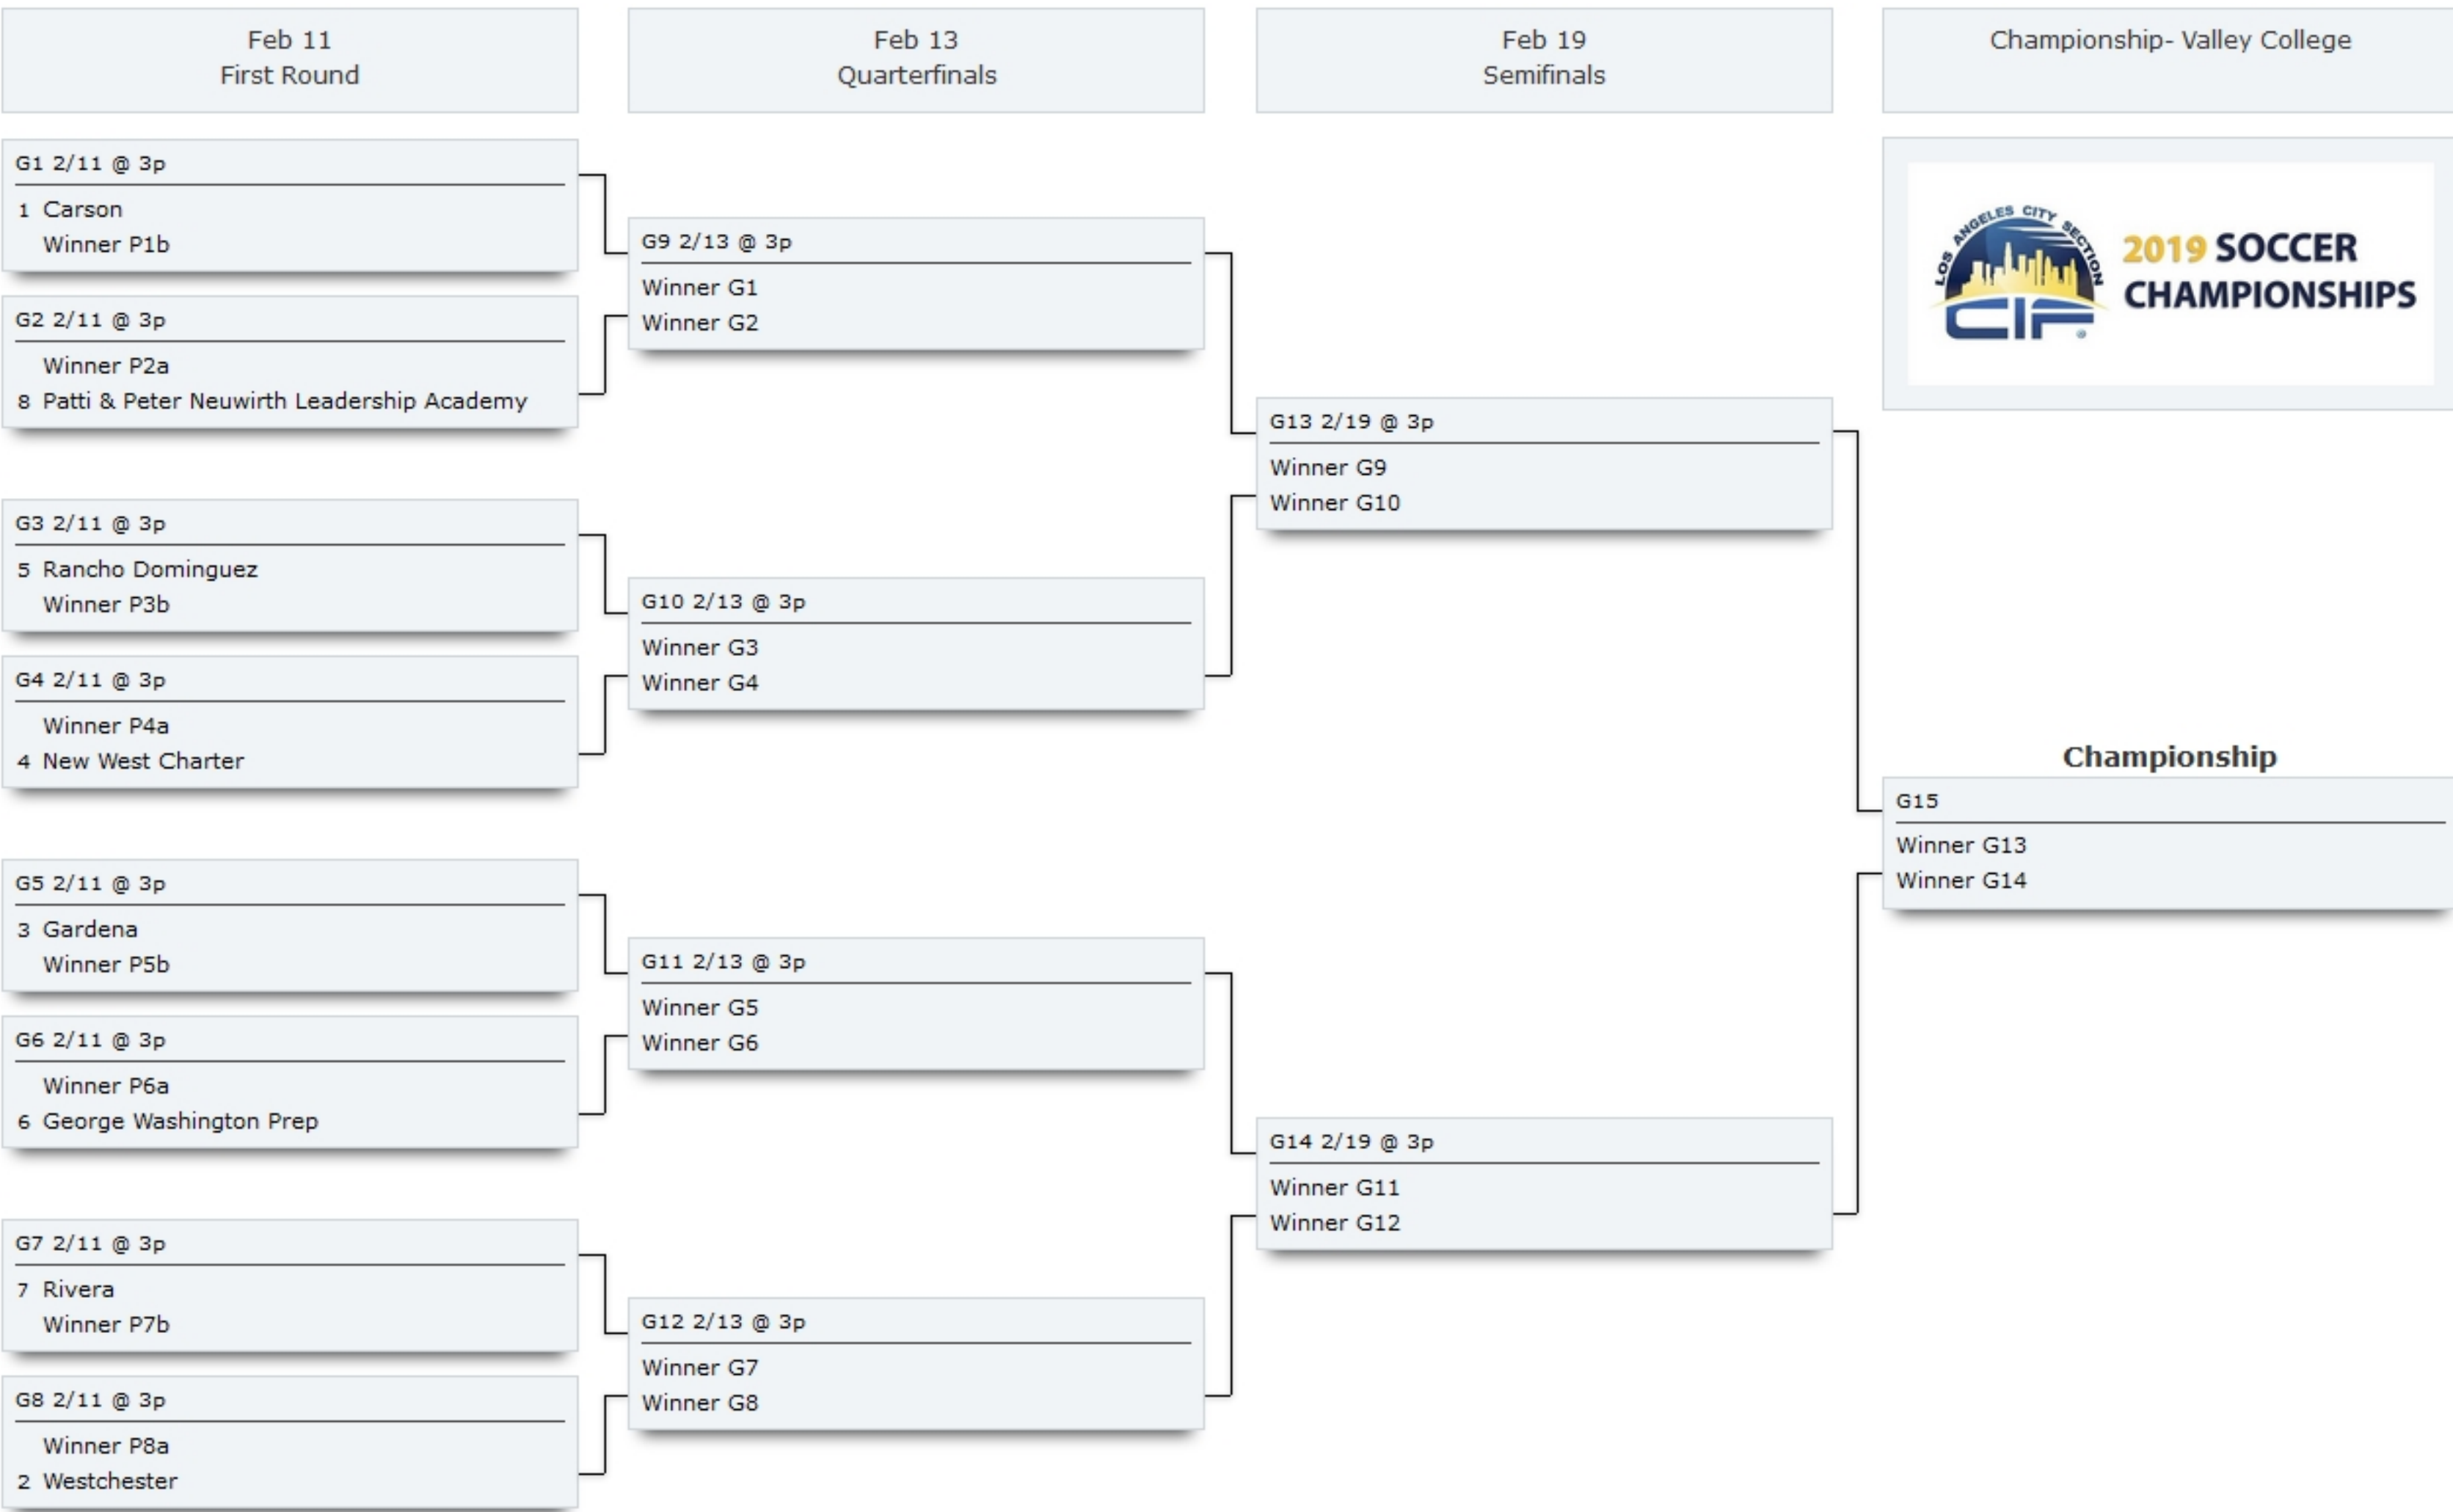 Feb 11
First Round
Feb 13
Quarterfinals
Feb 19
Semifinals
Championship- Valley College
G1 2/11 @ 3p
1 Carson
Winner P1b
G2 2/11 @ 3p
Winner P2a
8 Patti & Peter Neuwirth Leadership Academy
G3 2/11 @ 3p
5 Rancho Dominguez
Winner P3b
G4 2/11 @ 3p
Winner P4a
4 New West Charter
G5 2/11 @ 3p
3 Gardena
Winner P5b
G6 2/11 @ 3p
Winner P6a
6 George Washington Prep
G7 2/11 @ 3p
7 Rivera
Winner P7b
G8 2/11 @ 3p
Winner P8a
2 Westchester
G9 2/13 @ 3p
Winner G1
Winner G2
G10 2/13 @ 3p
Winner G3
Winner G4
G11 2/13 @ 3p
Winner G5
Winner G6
G12 2/13 @ 3p
Winner G7
Winner G8
G13 2/19 @ 3p
Winner G9
Winner G10
G14 2/19 @ 3p
Winner G11
Winner G12
LOS ANGELES CITY SECTION
CIF®
2019 SOCCER
CHAMPIONSHIPS
Championship
G15
Winner G13
Winner G14